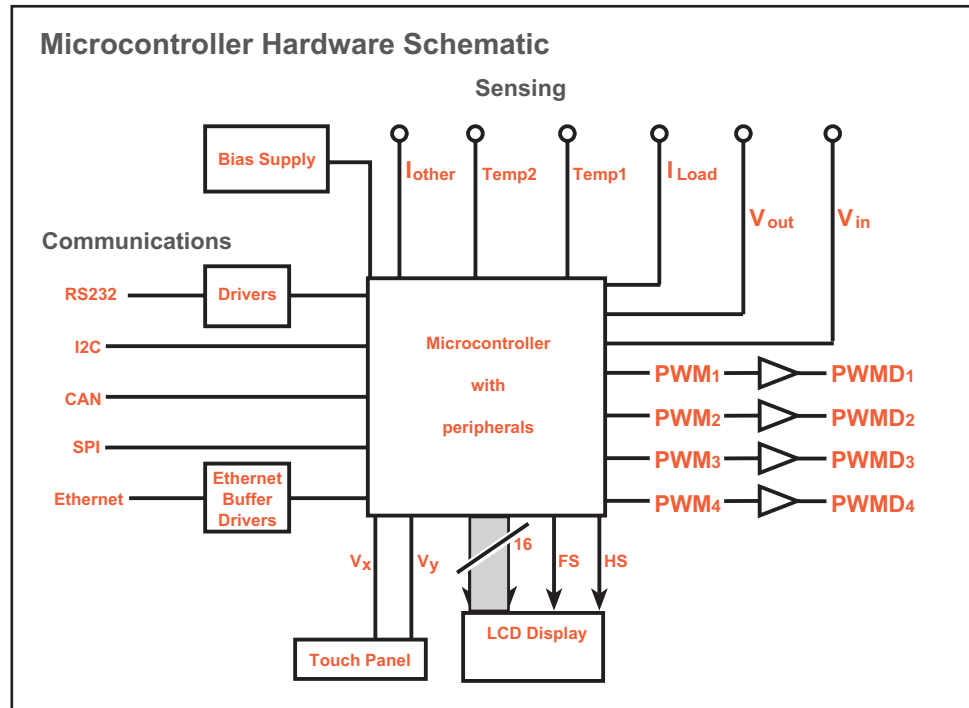 Microcontroller Hardware Schematic
Sensing
Bias Supply
Iother
Temp2
Temp1
I Load
Vout
Vin
Communications
RS232
Drivers
I2C
CAN
SPI
Ethernet
Ethernet
Buffer
Drivers
Microcontroller
with
peripherals
PWM1
PWMD1
PWM2
PWMD2
PWM3
PWMD3
PWM4
PWMD4
Vx
Vy
16
FS
HS
Touch Panel
LCD Display